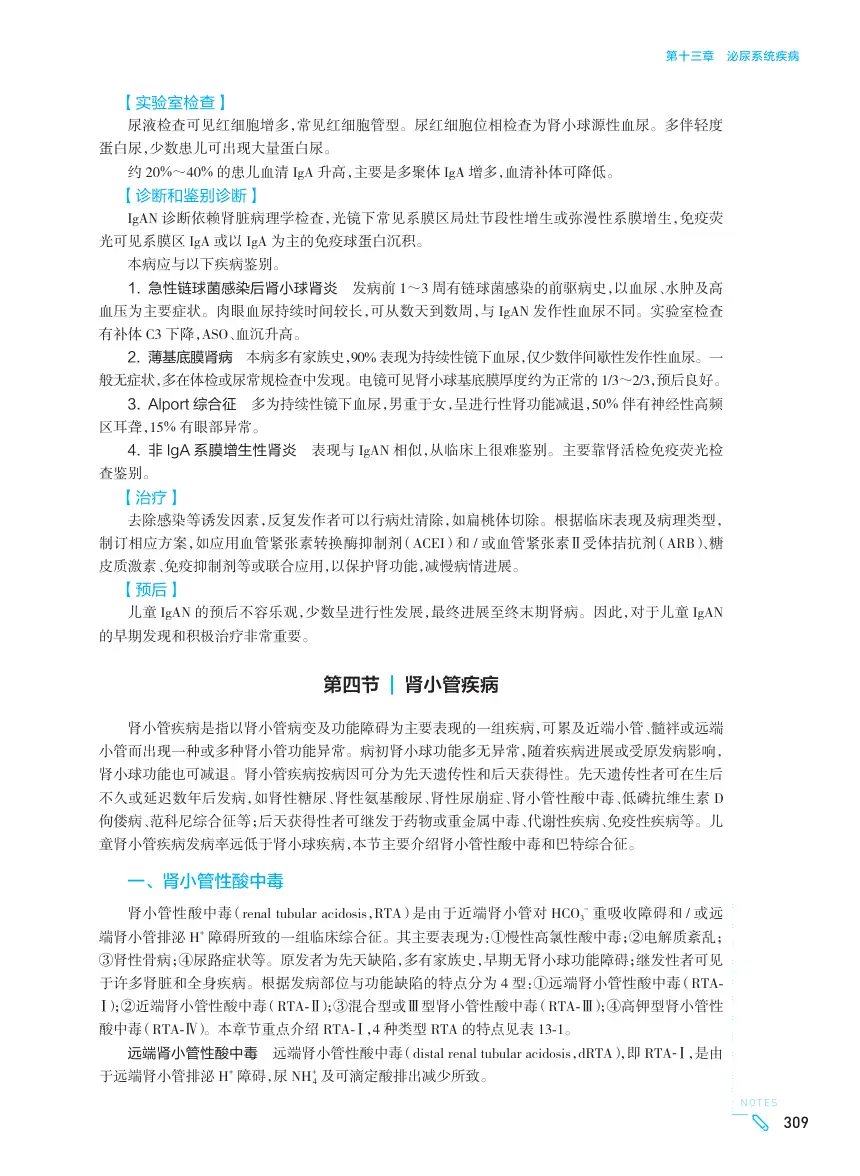 第十三章 泌尿系统疾病
【实验室检查】
尿液检查可见红细胞增多,常见红细胞管型。尿红细胞位相检查为肾小球源性血尿。多伴轻度
蛋白尿,少数患儿可出现大量蛋白尿。
约 20%～40% 的患儿血清 IgA 升高,主要是多聚体 IgA 增多,血清补体可降低。
【诊断和鉴别诊断】
IgAN 诊断依赖肾脏病理学检查,光镜下常见系膜区局灶节段性增生或弥漫性系膜增生,免疫荧
光可见系膜区 IgA 或以 IgA 为主的免疫球蛋白沉积。
本病应与以下疾病鉴别。
1. 急性链球菌感染后肾小球肾炎 发病前 1～3 周有链球菌感染的前驱病史,以血尿、水肿及高
血压为主要症状。肉眼血尿持续时间较长,可从数天到数周,与 IgAN 发作性血尿不同。实验室检查
有补体 C3 下降,ASO、血沉升高。
2. 薄基底膜肾病 本病多有家族史,90% 表现为持续性镜下血尿,仅少数伴间歇性发作性血尿。一
般无症状,多在体检或尿常规检查中发现。电镜可见肾小球基底膜厚度约为正常的 1/3～2/3,预后良好。
3. Alport 综合征 多为持续性镜下血尿,男重于女,呈进行性肾功能减退,50% 伴有神经性高频
区耳聋,15% 有眼部异常。
4. 非 IgA 系膜增生性肾炎 表现与 IgAN 相似,从临床上很难鉴别。主要靠肾活检免疫荧光检
查鉴别。
【治疗】
去除感染等诱发因素,反复发作者可以行病灶清除,如扁桃体切除。根据临床表现及病理类型,
制订相应方案,如应用血管紧张素转换酶抑制剂(ACEI)和 / 或血管紧张素Ⅱ受体拮抗剂(ARB)、糖
皮质激素、免疫抑制剂等或联合应用,以保护肾功能,减慢病情进展。
【预后】
儿童 IgAN 的预后不容乐观,少数呈进行性发展,最终进展至终末期肾病。因此,对于儿童 IgAN
的早期发现和积极治疗非常重要。
第四节 | 肾小管疾病
肾小管疾病是指以肾小管病变及功能障碍为主要表现的一组疾病,可累及近端小管、髓袢或远端
小管而出现一种或多种肾小管功能异常。病初肾小球功能多无异常,随着疾病进展或受原发病影响,
肾小球功能也可减退。肾小管疾病按病因可分为先天遗传性和后天获得性。先天遗传性者可在生后
不久或延迟数年后发病,如肾性糖尿、肾性氨基酸尿、肾性尿崩症、肾小管性酸中毒、低磷抗维生素 D
佝偻病、范科尼综合征等;后天获得性者可继发于药物或重金属中毒、代谢性疾病、免疫性疾病等。儿
童肾小管疾病发病率远低于肾小球疾病,本节主要介绍肾小管性酸中毒和巴特综合征。
一、肾小管性酸中毒
肾小管性酸中毒(renal tubular acidosis,RTA)是由于近端肾小管对 HCO₃⁻ 重吸收障碍和 / 或远
端肾小管排泌 H⁺ 障碍所致的一组临床综合征。其主要表现为:①慢性高氯性酸中毒;②电解质紊乱;
③肾性骨病;④尿路症状等。原发者为先天缺陷,多有家族史,早期无肾小球功能障碍;继发性者可见
于许多肾脏和全身疾病。根据发病部位与功能缺陷的特点分为 4 型:①远端肾小管性酸中毒(RTA-
Ⅰ);②近端肾小管性酸中毒(RTA-Ⅱ);③混合型或Ⅲ型肾小管性酸中毒(RTA-Ⅲ);④高钾型肾小管性
酸中毒(RTA-Ⅳ)。本章节重点介绍 RTA-Ⅰ,4 种类型 RTA 的特点见表 13-1。
远端肾小管性酸中毒 远端肾小管性酸中毒(distal renal tubular acidosis,dRTA),即 RTA-Ⅰ,是由
于远端肾小管排泌 H⁺ 障碍,尿 NH₄⁺ 及可滴定酸排出减少所致。
NOTES
309